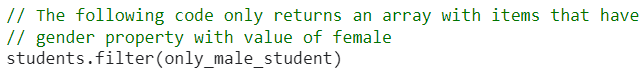 // The following code only returns an array with items that have
// gender property with value of female
students.filter(only_male_student)